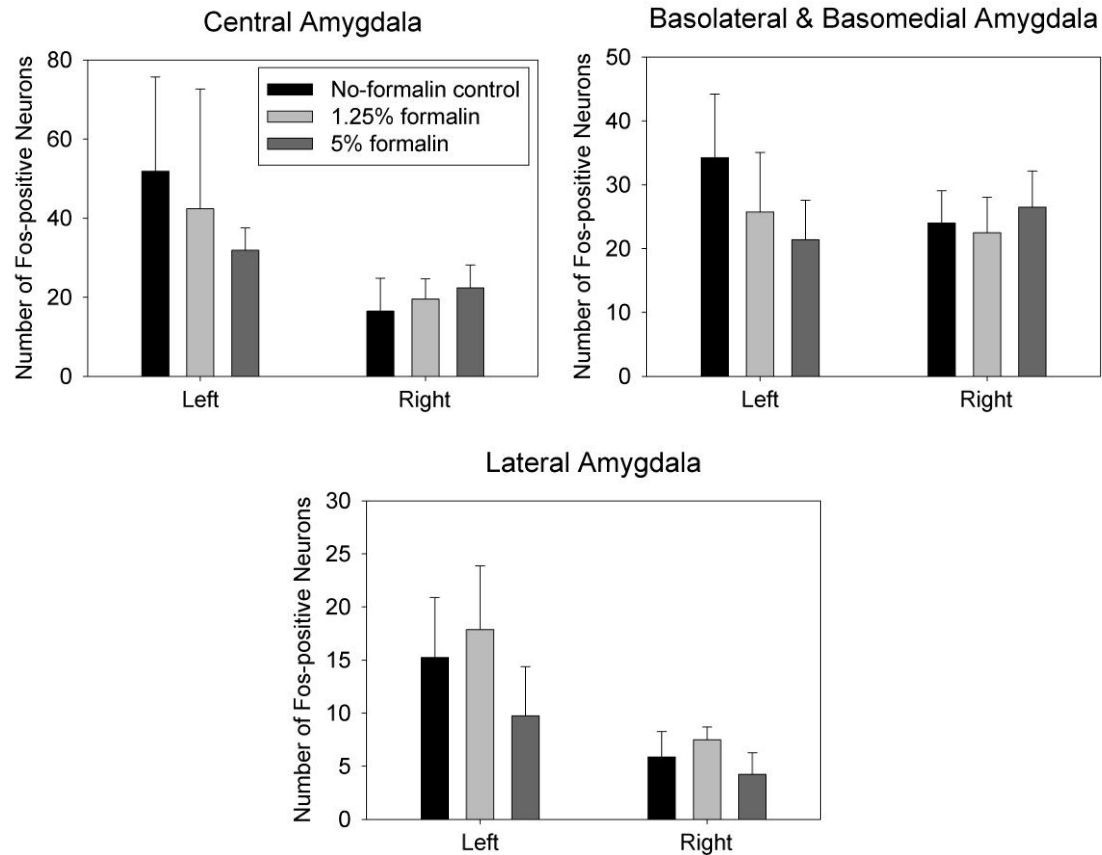 Central Amygdala
Number of Fos-positive Neurons
80
60
40
20
0
No-formalin control
1.25% formalin
5% formalin
Left
Right
Basolateral & Basomedial Amygdala
Number of Fos-positive Neurons
50
40
30
20
10
0
Left
Right
Lateral Amygdala
Number of Fos-positive Neurons
30
25
20
15
10
5
0
Left
Right